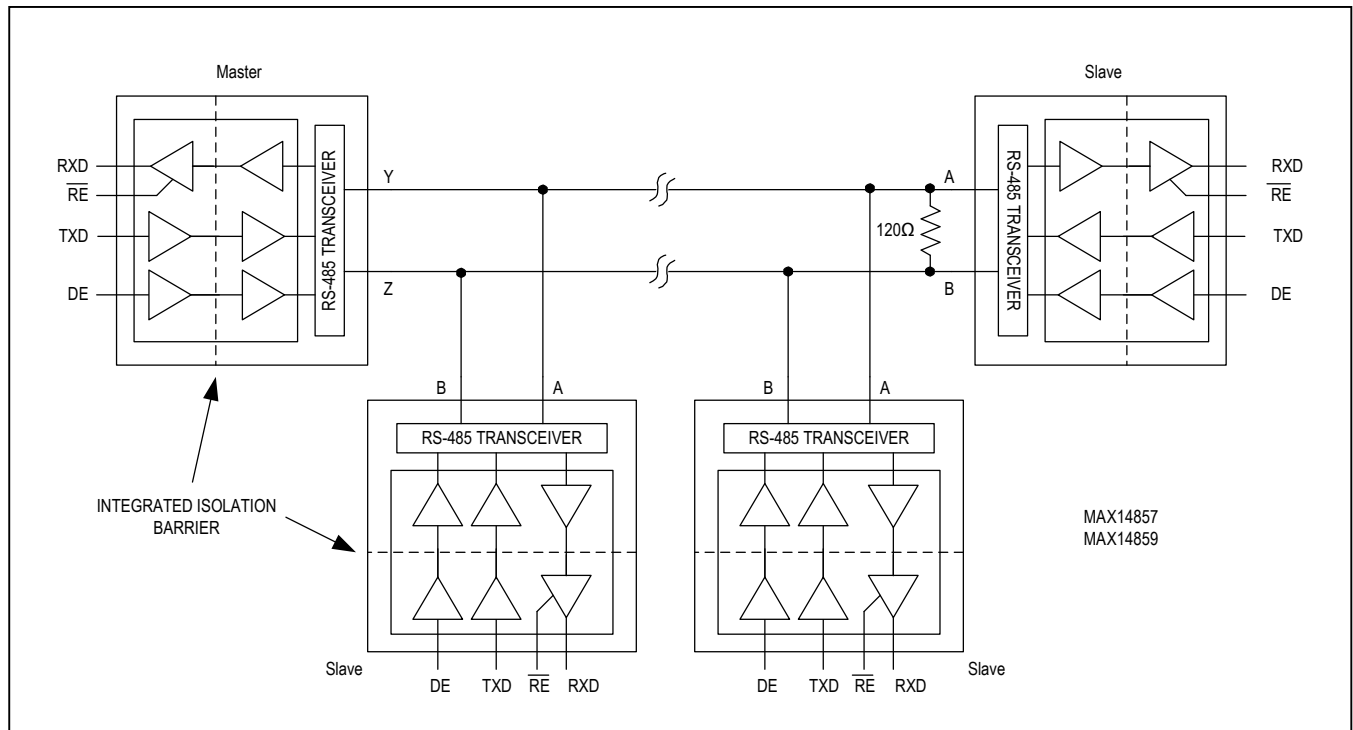 Master
Slave
RXD
RE
TXD
DE
RS-485 TRANSCEIVER
Y
Z
A
120Ω
B
RS-485 TRANSCEIVER
RXD
RE
TXD
DE
B A
B A
RS-485 TRANSCEIVER
RS-485 TRANSCEIVER
INTEGRATED ISOLATION
BARRIER
MAX14857
MAX14859
Slave
DE TXD RE RXD
Slave
DE TXD RE RXD